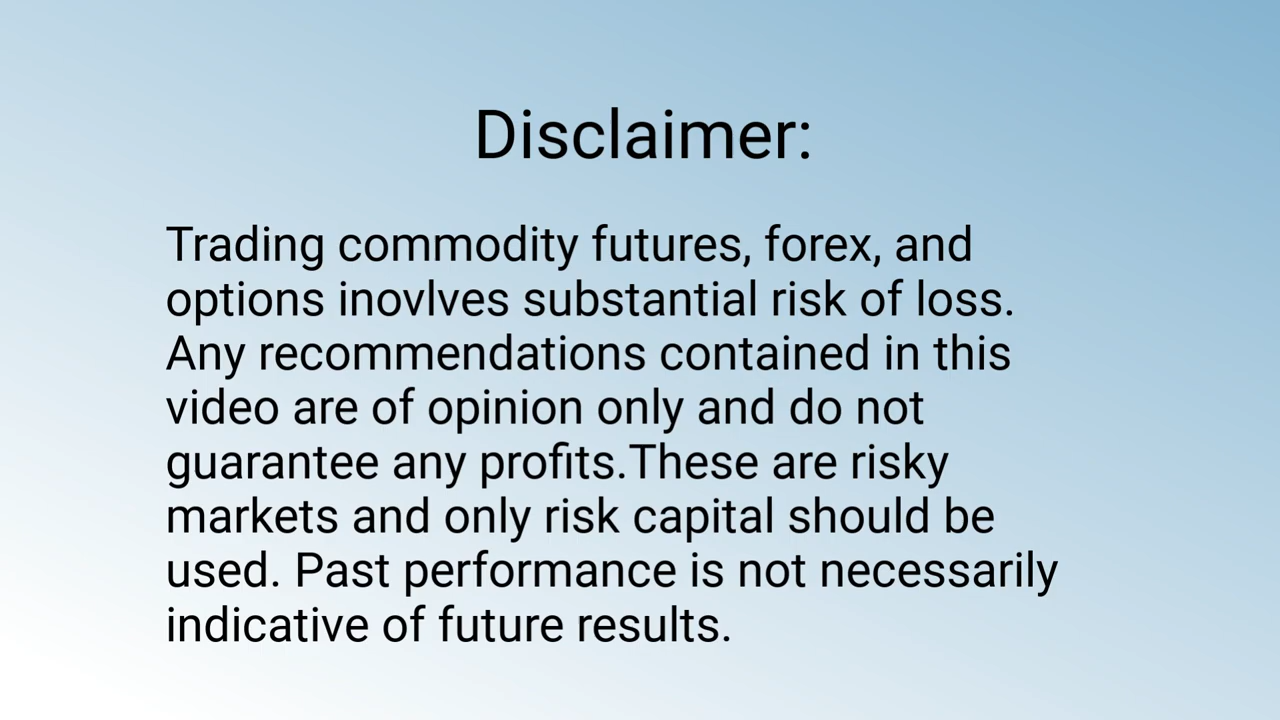 Disclaimer:
Trading commodity futures, forex, and
options inovlves substantial risk of loss.
Any recommendations contained in this
video are of opinion only and do not
guarantee any profits.These are risky
markets and only risk capital should be
used. Past performance is not necessarily
indicative of future results.